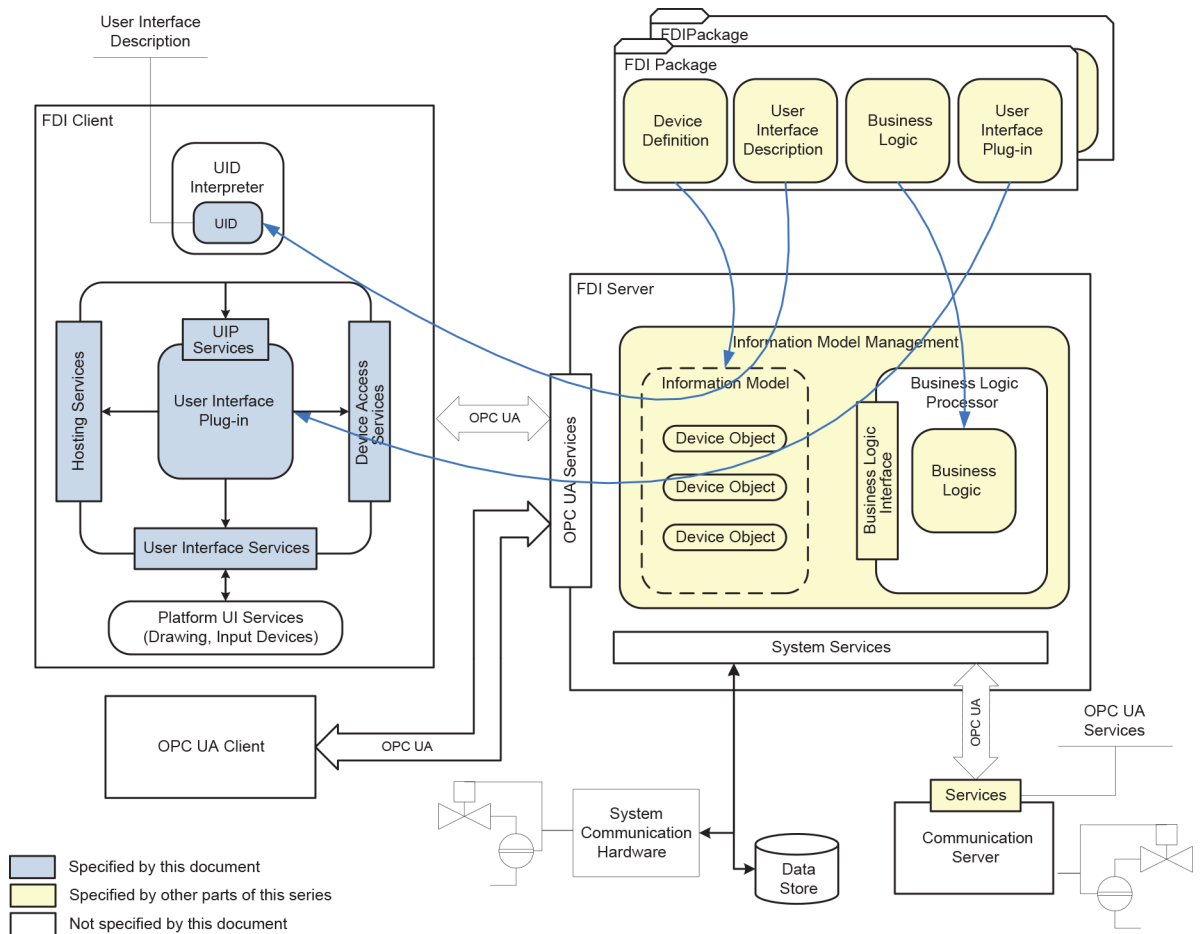 User Interface
Description
FDIPackage
FDI Package
Device
Definition
User
Interface
Description
Business
Logic
User
Interface
Plug-in
FDI Client
UID
Interpreter
UID
UIP
Services
Hosting Services
User Interface
Plug-in
Device Access
Services
User Interface Services
Platform UI Services
(Drawing, Input Devices)
OPC UA
FDI Server
OPC UA Services
Information Model Management
Information Model
Device Object
Device Object
Device Object
Business Logic
Processor
Business Logic
Interface
Business
Logic
System Services
OPC UA Client
OPC UA
OPC UA
OPC UA
Services
Services
Communication
Server
System
Communication
Hardware
Data
Store
Specified by this document
Specified by other parts of this series
Not specified by this document